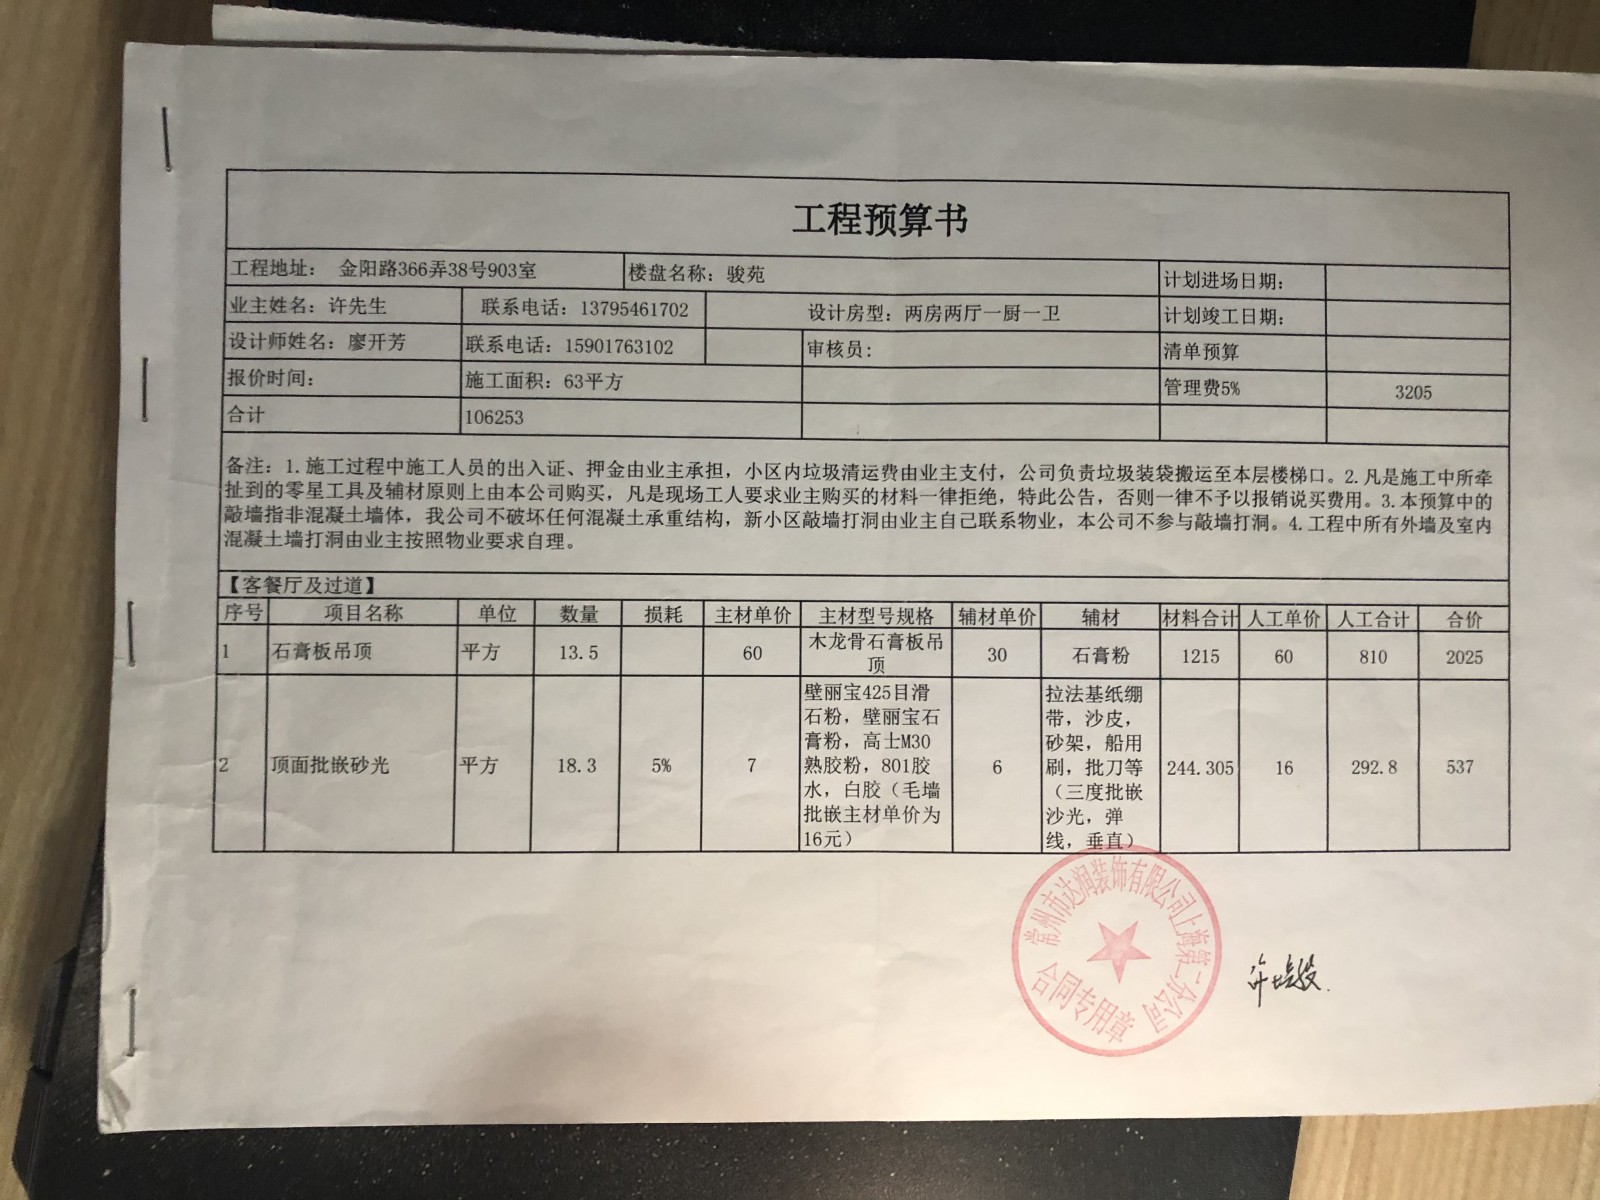 工程预算书
工程地址： 金阳路366弄38号903室 楼盘名称：骏苑 计划进场日期：
业主姓名：许先生 联系电话：13795461702 设计房型：两房两厅一厨一卫 计划竣工日期：
设计师姓名：廖开芳 联系电话：15901763102 审核员： 清单预算
报价时间： 施工面积：63平方 管理费5% 3205
合计 106253
备注：1.施工过程中施工人员的出入证、押金由业主承担，小区内垃圾清运费由业主支付，公司负责垃圾装袋搬运至本层楼梯口。2.凡是施工中所牵
扯到的零星工具及辅材原则上由本公司购买，凡是现场工人要求业主购买的材料一律拒绝，特此公告，否则一律不予以报销说买费用。3.本预算中的
敲墙指非混凝土墙体，我公司不破坏任何混凝土承重结构，新小区敲墙打洞由业主自己联系物业，本公司不参与敲墙打洞。4.工程中所有外墙及室内
混凝土墙打洞由业主按照物业要求自理。
【客餐厅及过道】
序号 项目名称 单位 数量 损耗 主材单价 主材型号规格 辅材单价 辅材 材料合计 人工单价 人工合计 合价
1 石膏板吊顶 平方 13.5 60 木龙骨石膏板吊
顶 30 石膏粉 1215 60 810 2025
2 顶面批嵌砂光 平方 18.3 5% 7
壁丽宝425目滑
石粉，壁丽宝石
膏粉，高士M30
熟胶粉，801胶
水，白胶（毛墙
批嵌主材单价为
16元）
6
拉法基纸绷
带，沙皮，
砂架，船用
刷，批刀等
（三度批嵌
沙光，弹
线，垂直）
244.305 16 292.8 537
常州市达润装饰有限公司上海第二分公司
合同专用章